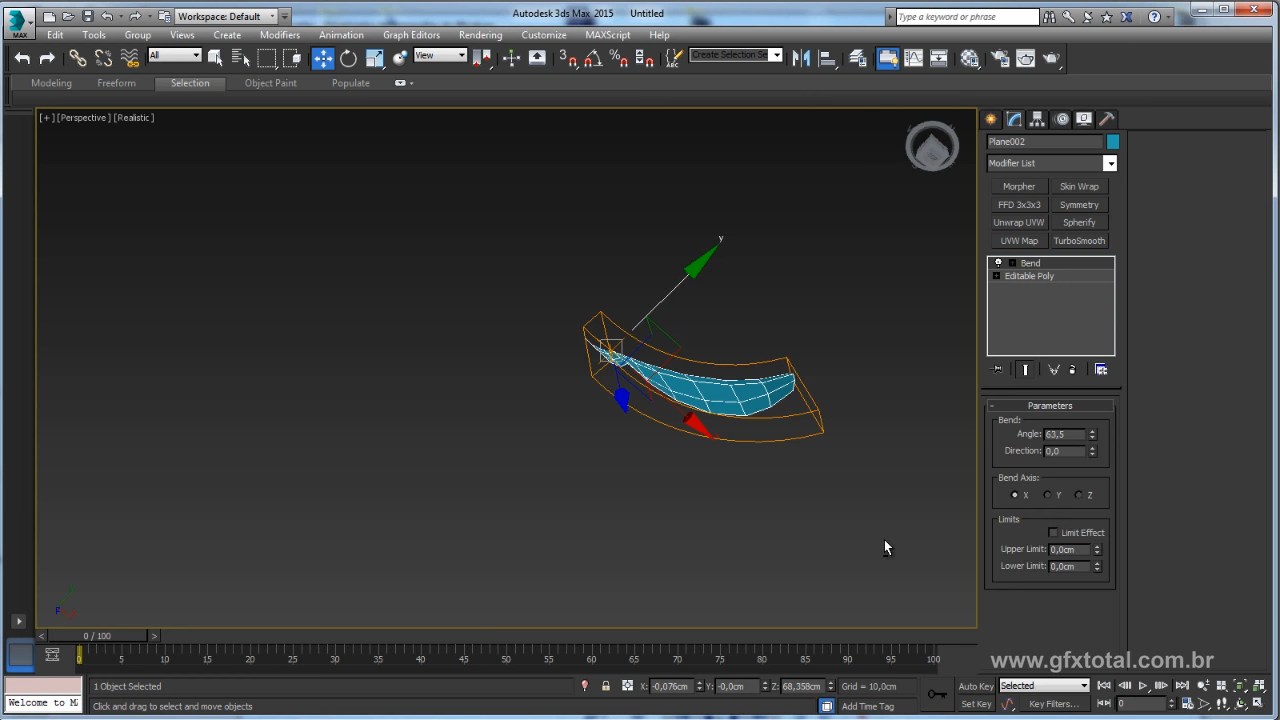 MAX
Workspace: Default
Autodesk 3ds Max 2015 Untitled
Type a keyword or phrase
Edit Tools Group Views Create Modifiers Animation Graph Editors Rendering Customize MAXScript Help
All
View
Create Selection Se
Modeling Freeform Selection Object Paint Populate
[+][Perspective][Realistic]
y
Plane002
Modifier List
Morpher Skin Wrap
FFD 3x3x3 Symmetry
Unwrap UVW Spherify
UVW Map TurboSmooth
Bend
Editable Poly
Parameters
Bend:
Angle: 63,5
Direction: 0,0
Bend Axis:
X Y Z
Limits
Limit Effect
Upper Limit: 0,0cm
Lower Limit: 0,0cm
0 / 100
0 5 10 15 20 25 30 35 40 45 50 55 60 65 70 75 80 85 90 95 100
www.gfxtotal.com.br
1 Object Selected
X: -0,076cm Y: -0,0cm Z: 68,358cm Grid = 10,0cm
Auto Key Selected
Welcome to M
Click and drag to select and move objects
Add Time Tag
Set Key Key Filters... 0